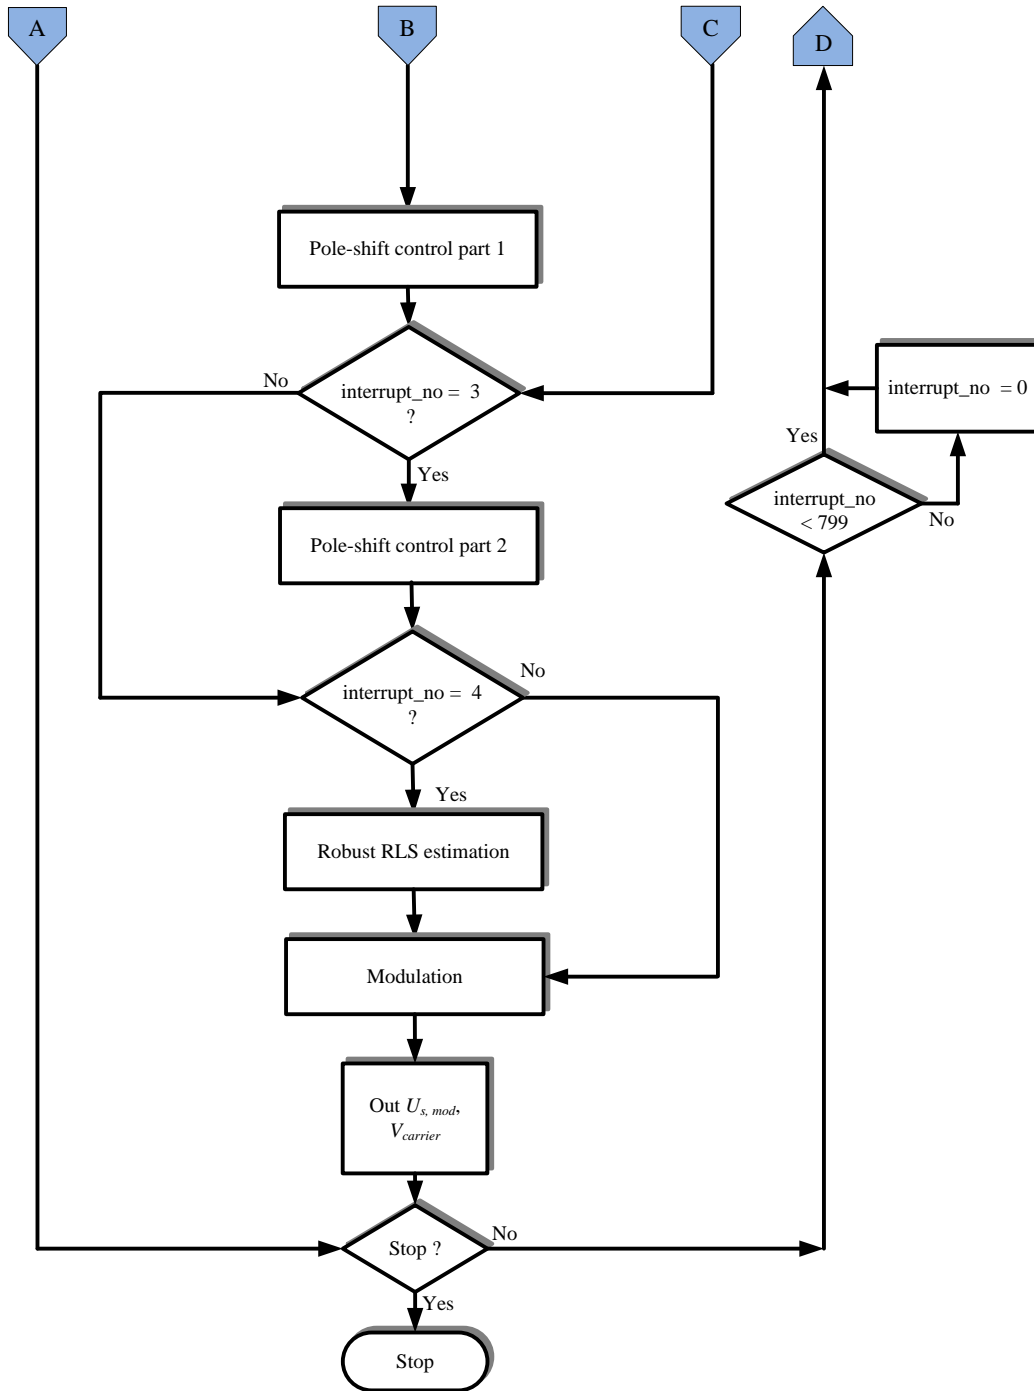 A
B
C
D
Pole-shift control part 1
No
interrupt_no = 3
?
Yes
interrupt_no = 0
Yes
interrupt_no
< 799
No
Pole-shift control part 2
interrupt_no = 4
?
No
Yes
Robust RLS estimation
Modulation
Out U_s, mod,
V_carrier
Stop ?
No
Yes
Stop